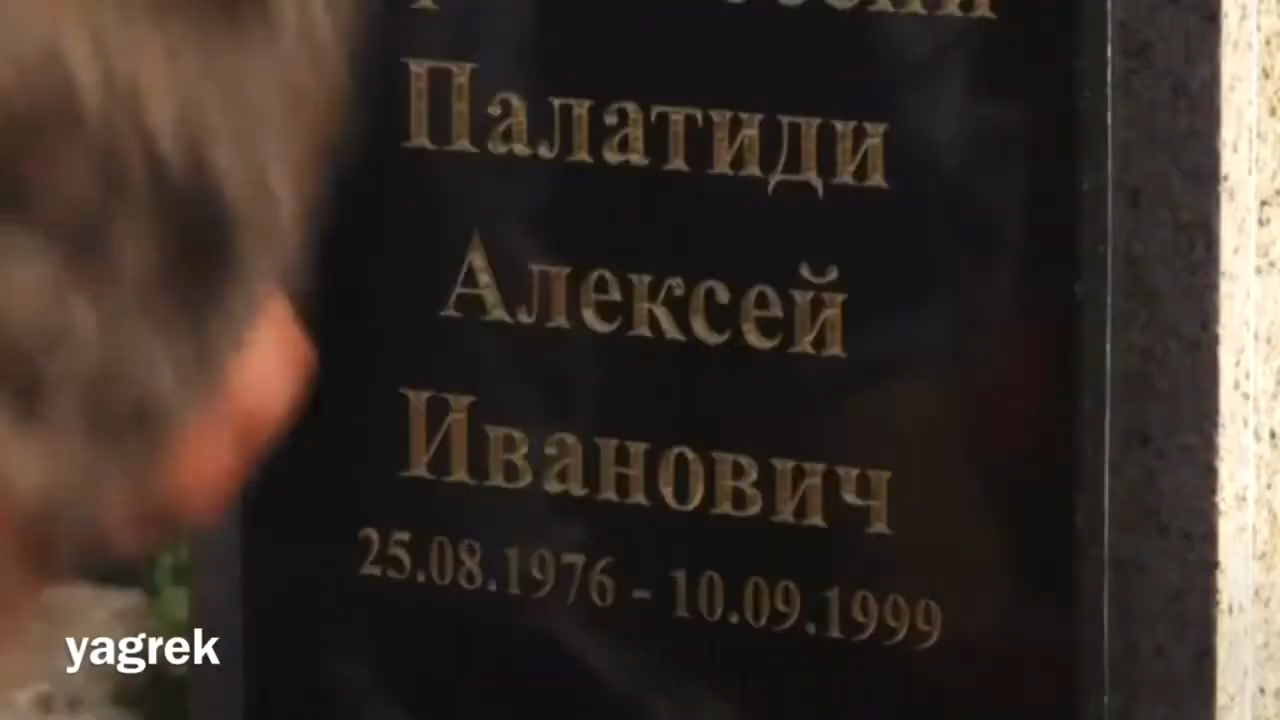 Палатиди
Алексей
Иванович
25.08.1976 - 10.09.1999
yagrek